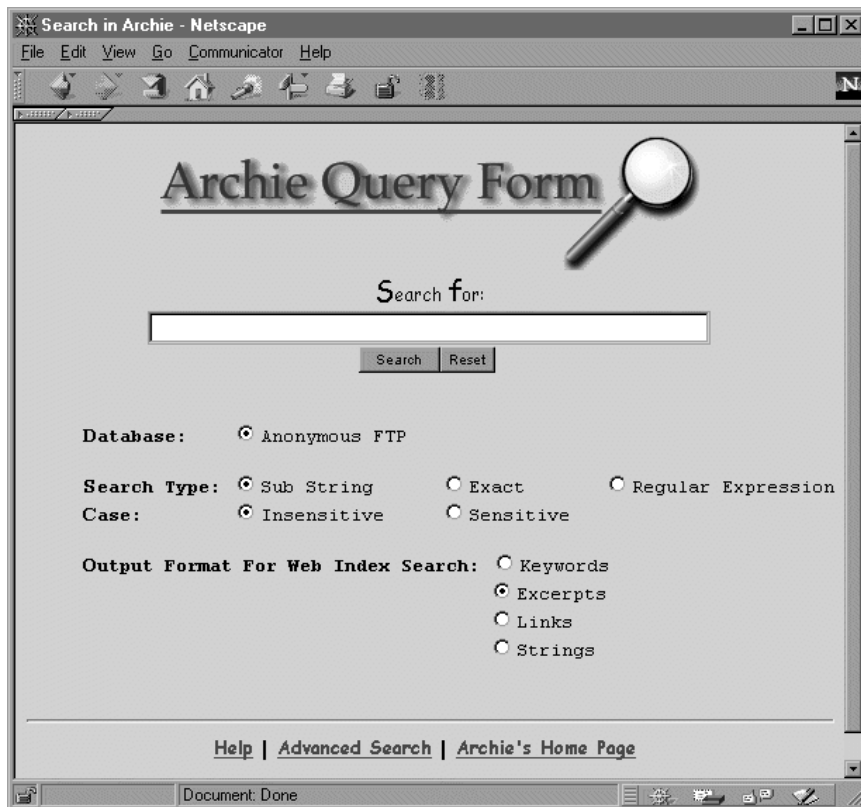 Search in Archie - Netscape
File Edit View Go Communicator Help
N
Archie Query Form
Search for:
Search Reset
Database: Anonymous FTP
Search Type: Sub String Exact Regular Expression
Case: Insensitive Sensitive
Output Format For Web Index Search: Keywords
Excerpts
Links
Strings
Help | Advanced Search | Archie's Home Page
Document: Done